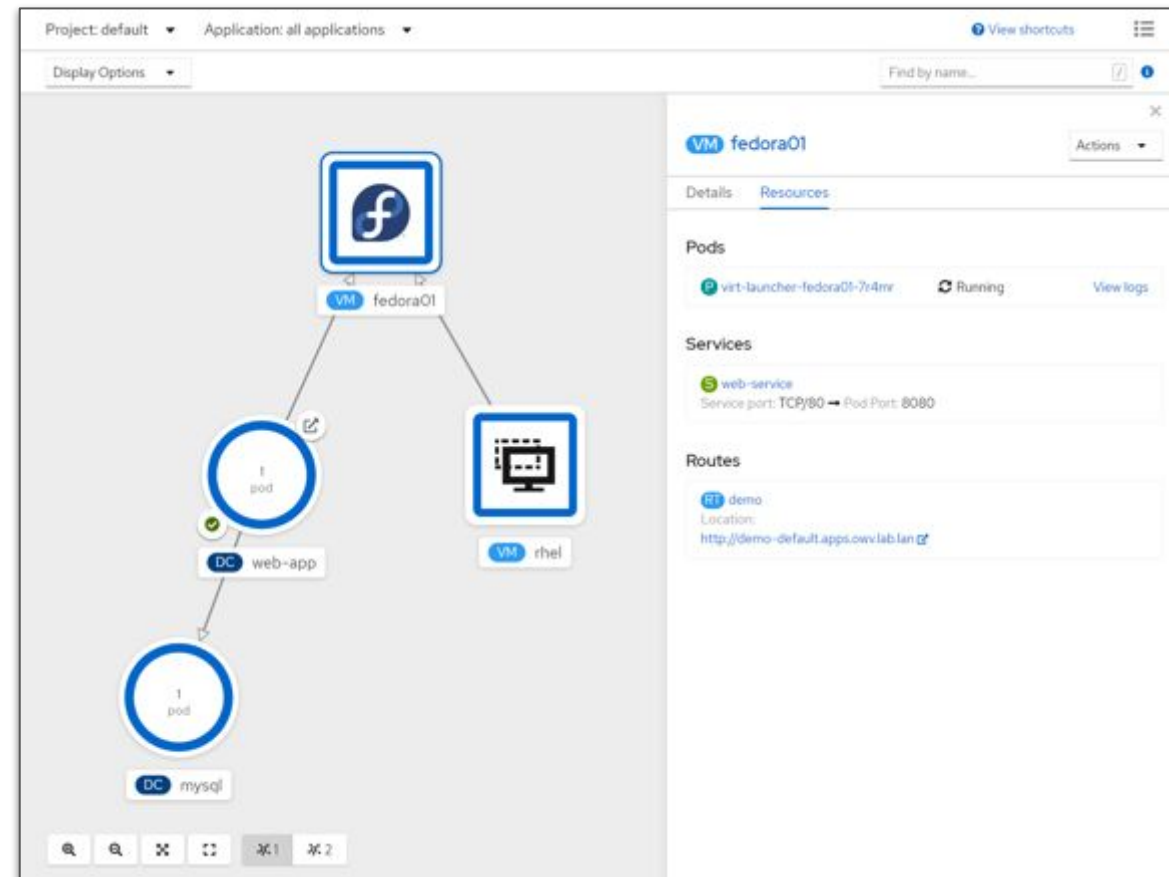 Project: default Application: all applications View shortcuts
Display Options Find by name... /
VM fedora01 Actions
Details Resources
Pods
P virt-launcher-fedora01-7r4mr Running View logs
Services
S web-service
Service port: TCP/80 → Pod Port: 8080
Routes
RT demo
Location:
http://demo-default.apps.owv.lab.lan
VM fedora01
1
pod
DC web-app
VM rhel
1
pod
DC mysql
1 2